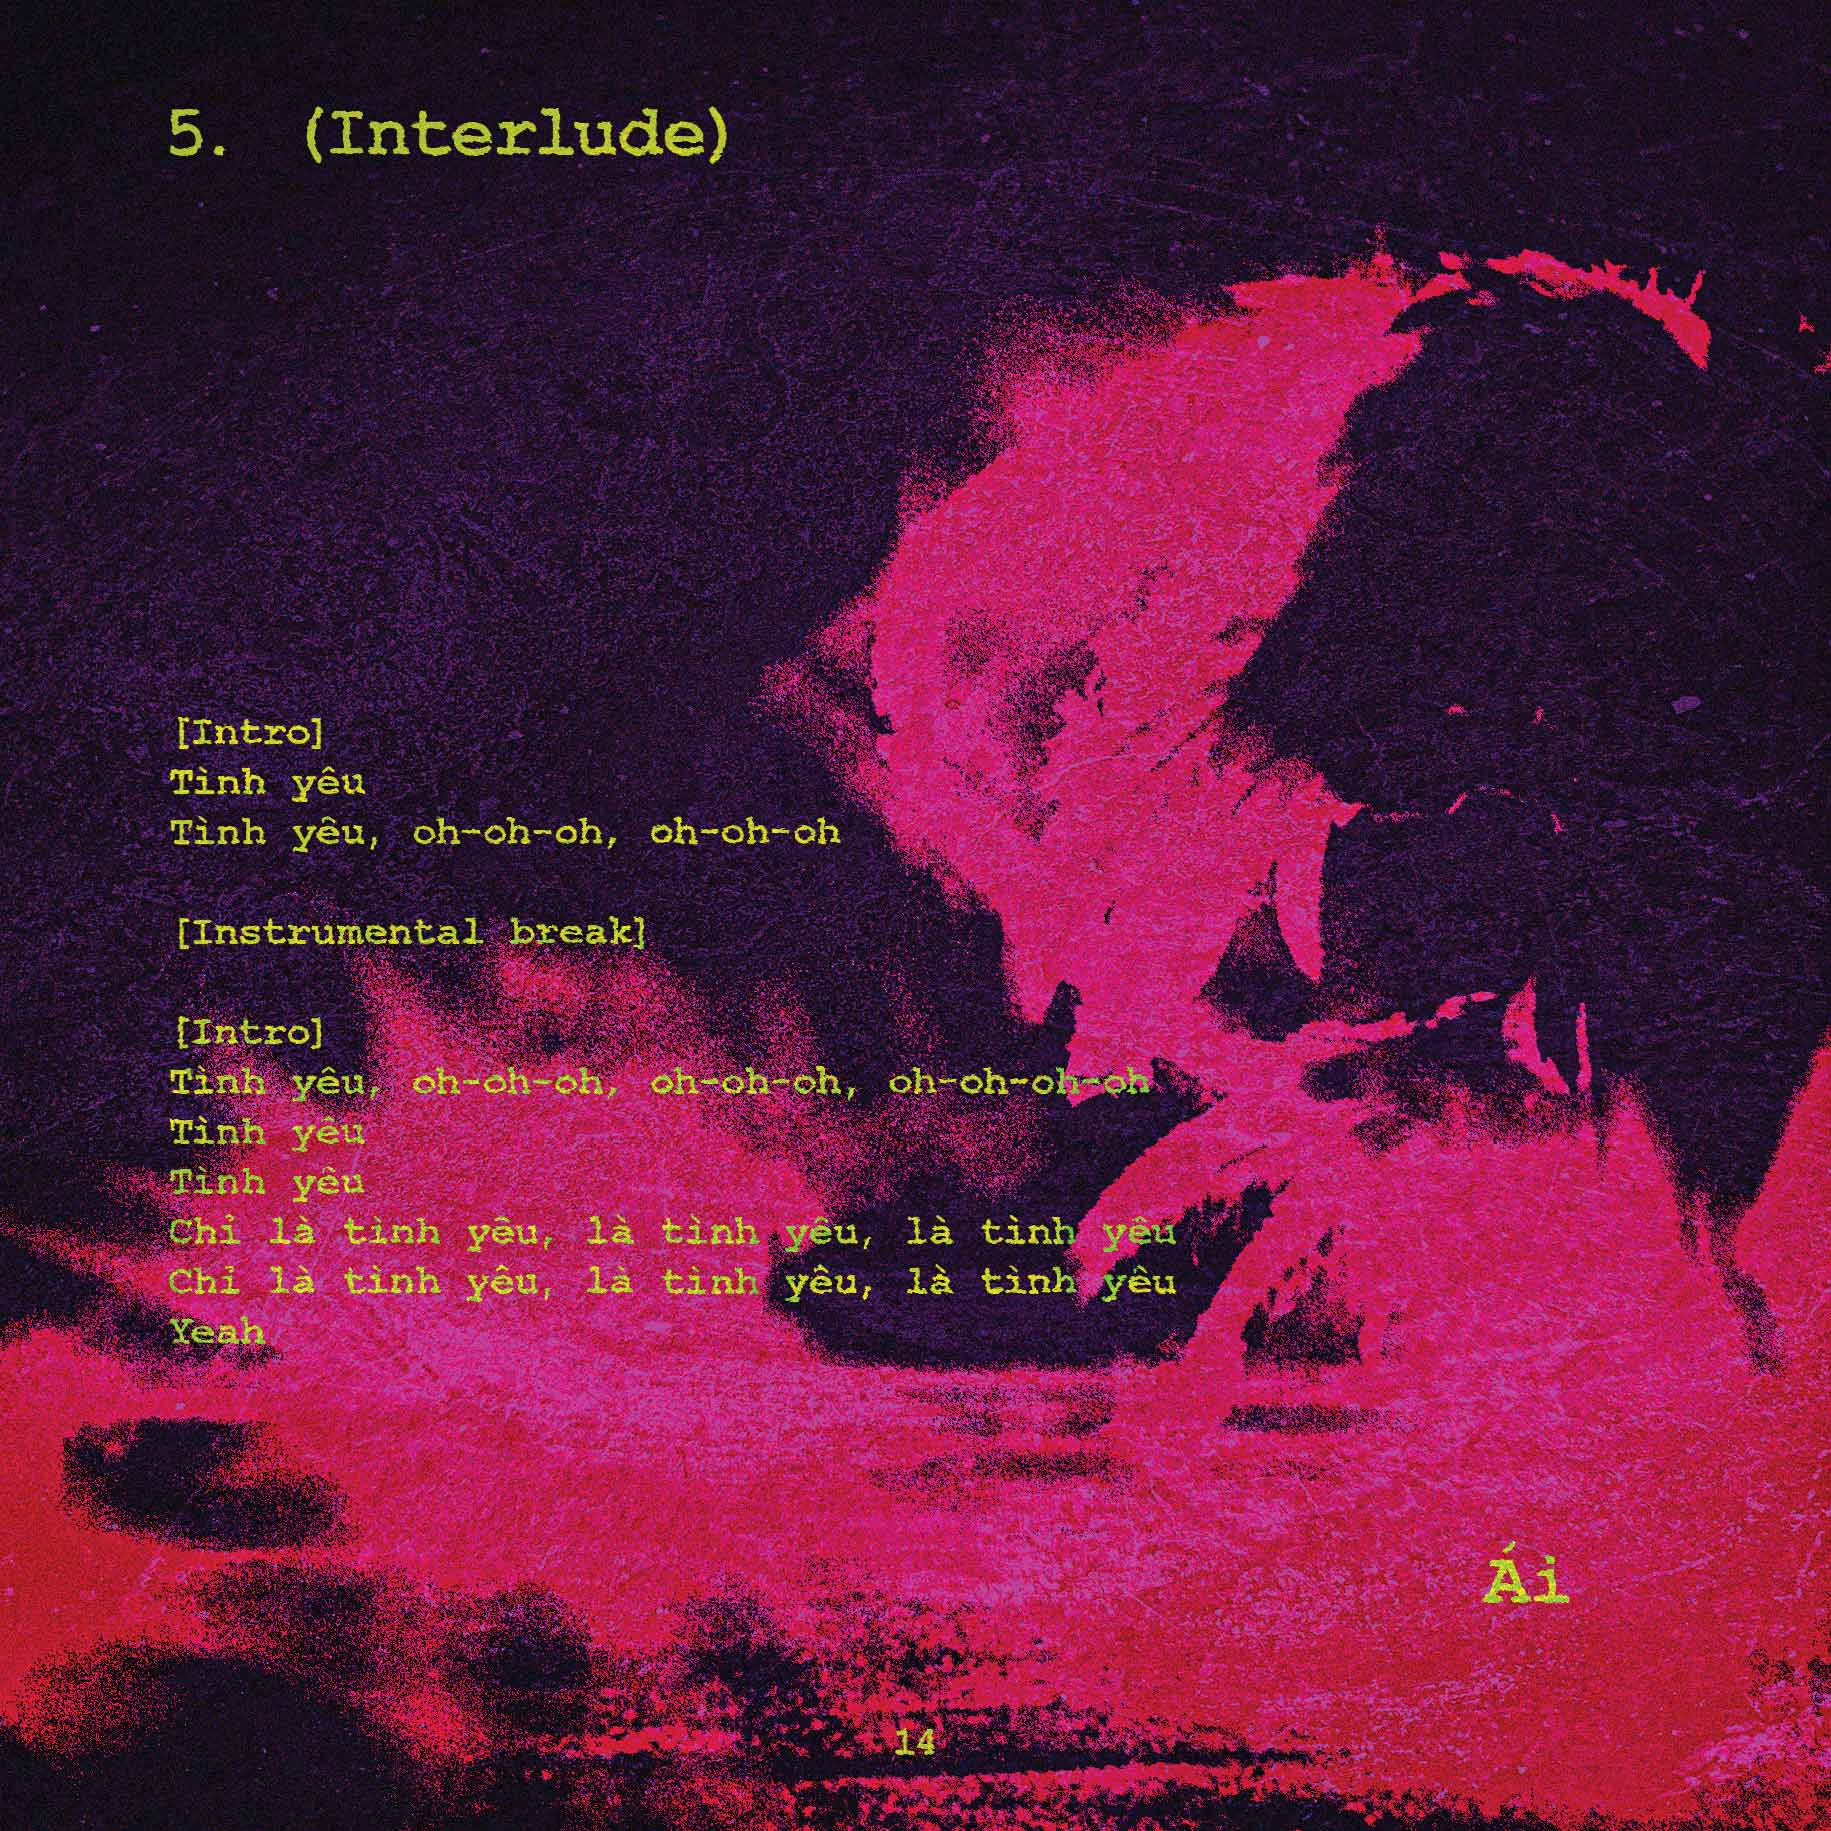 5. (Interlude)
[Intro]
Tình yêu
Tình yêu, oh-oh-oh, oh-oh-oh
[Instrumental break]
[Intro]
Tình yêu, oh-oh-oh, oh-oh-oh, oh-oh-oh-oh
Tình yêu
Tình yêu
Chỉ là tình yêu, là tình yêu, là tình yêu
Chỉ là tình yêu, là tình yêu, là tình yêu
Yeah
Ái
14